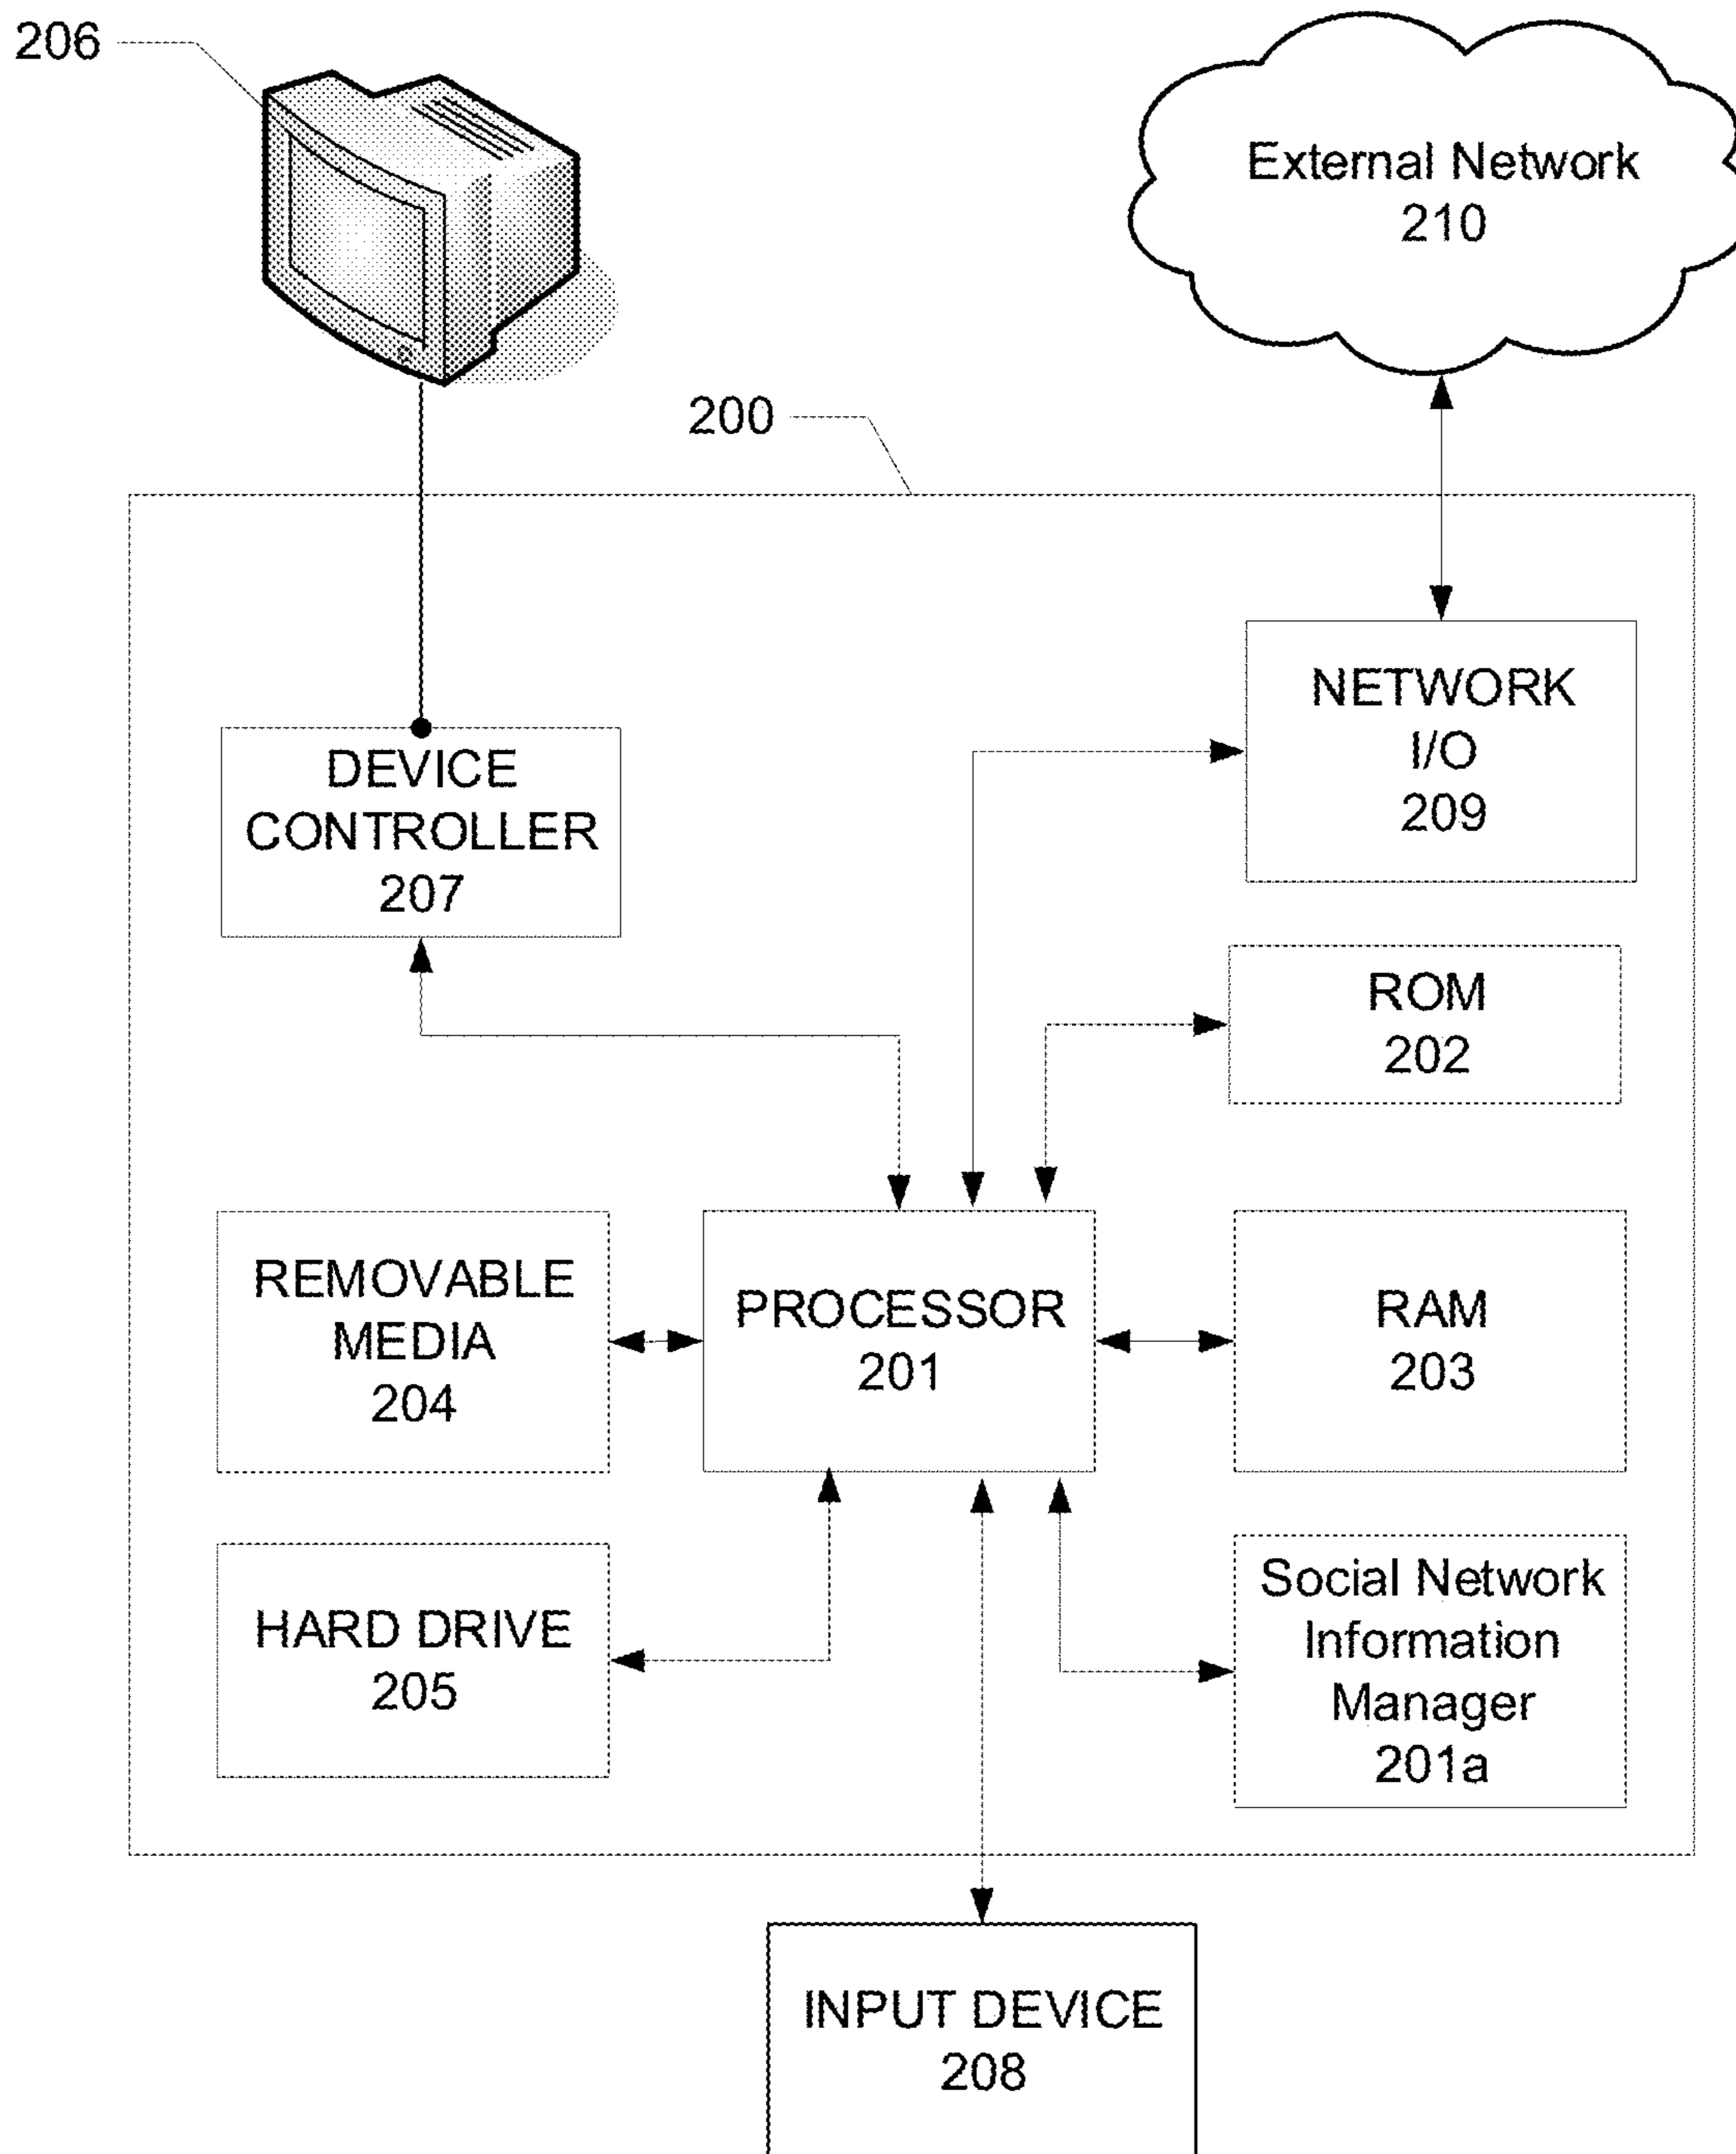 206
External Network
210
200
NETWORK
I/O
209
DEVICE
CONTROLLER
207
ROM
202
REMOVABLE
MEDIA
204
PROCESSOR
201
RAM
203
HARD DRIVE
205
Social Network
Information
Manager
201a
INPUT DEVICE
208